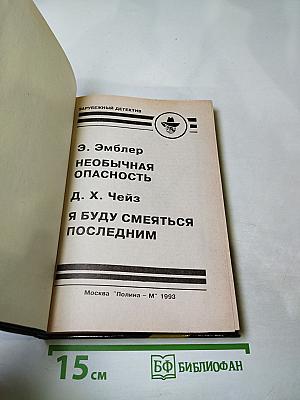 ЗАРУБЕЖНЫЙ ДЕТЕКТИВ
Э. Эмблер
НЕОБЫЧНАЯ
ОПАСНОСТЬ
Д. Х. Чейз
Я БУДУ СМЕЯТЬСЯ
ПОСЛЕДНИМ
Москва "Полина – М" 1993
15 см
БФ БИБЛИОФАН